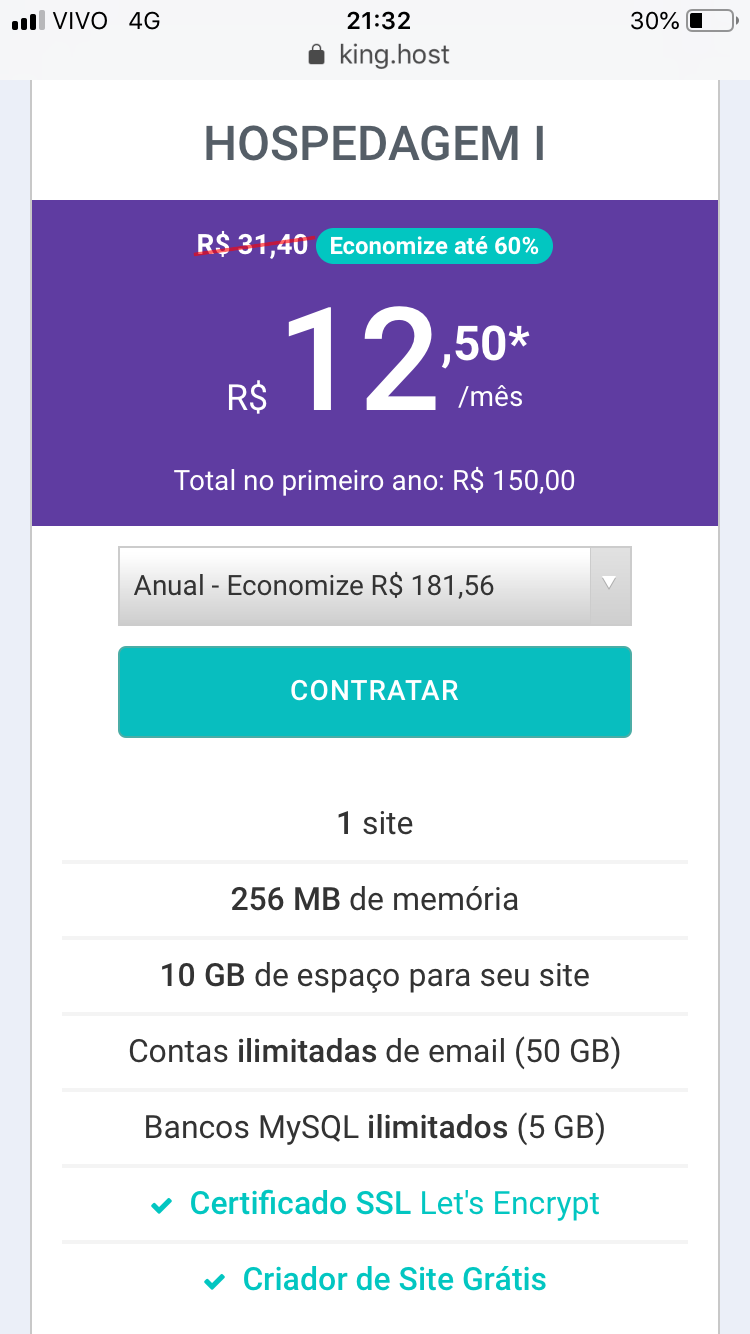 VIVO 4G 21:32 30%
king.host
HOSPEDAGEM I
R$ 31,40 Economize até 60%
R$ 12,50* /mês
Total no primeiro ano: R$ 150,00
Anual - Economize R$ 181,56
CONTRATAR
1 site
256 MB de memória
10 GB de espaço para seu site
Contas ilimitadas de email (50 GB)
Bancos MySQL ilimitados (5 GB)
Certificado SSL Let's Encrypt
Criador de Site Grátis